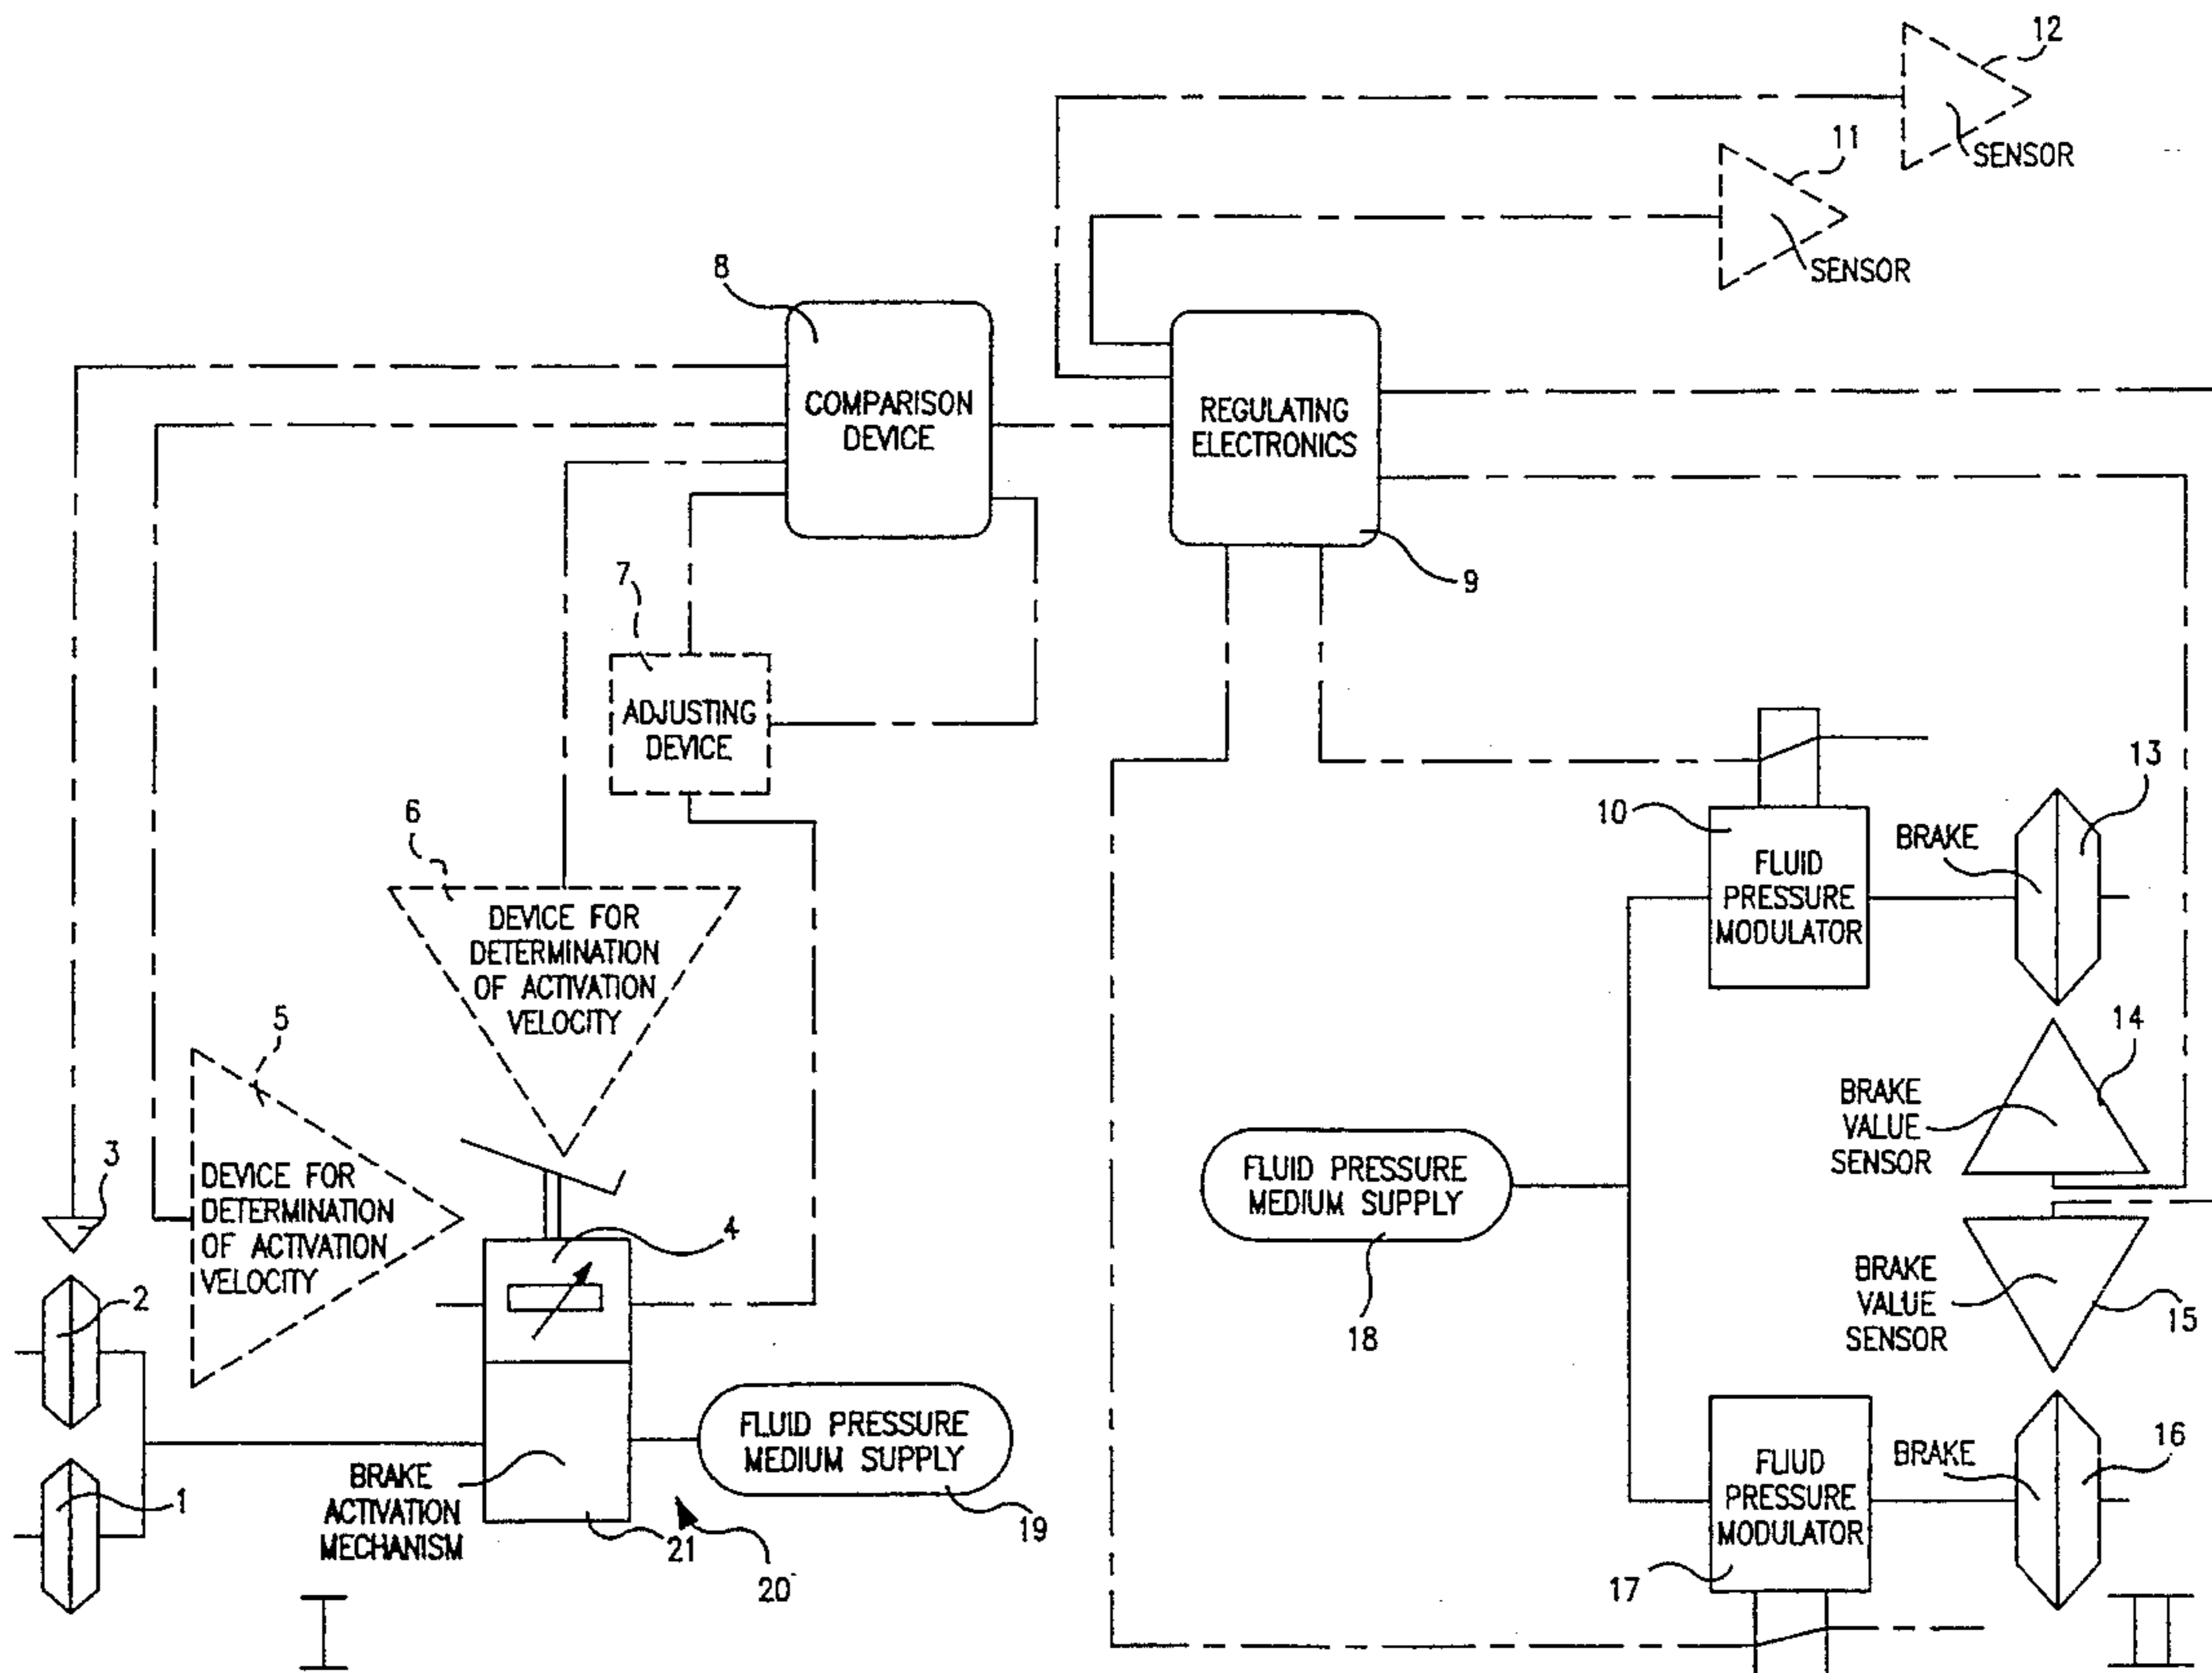 12
SENSOR
11
SENSOR
8
COMPARISON
DEVICE
REGULATING
ELECTRONICS
9
7
ADJUSTING
DEVICE
6
DEVICE FOR
DETERMINATION
OF ACTIVATION
VELOCITY
5
DEVICE FOR
DETERMINATION
OF ACTIVATION
VELOCITY
3
4
2
1
BRAKE
ACTIVATION
MECHANISM
21
20
FLUID PRESSURE
MEDIUM SUPPLY
19
I
10
FLUID
PRESSURE
MODULATOR
BRAKE
13
14
BRAKE
VALUE
SENSOR
FLUID PRESSURE
MEDIUM SUPPLY
18
BRAKE
VALUE
SENSOR
15
FLIUD
PRESSURE
MODULATOR
17
BRAKE
16
II